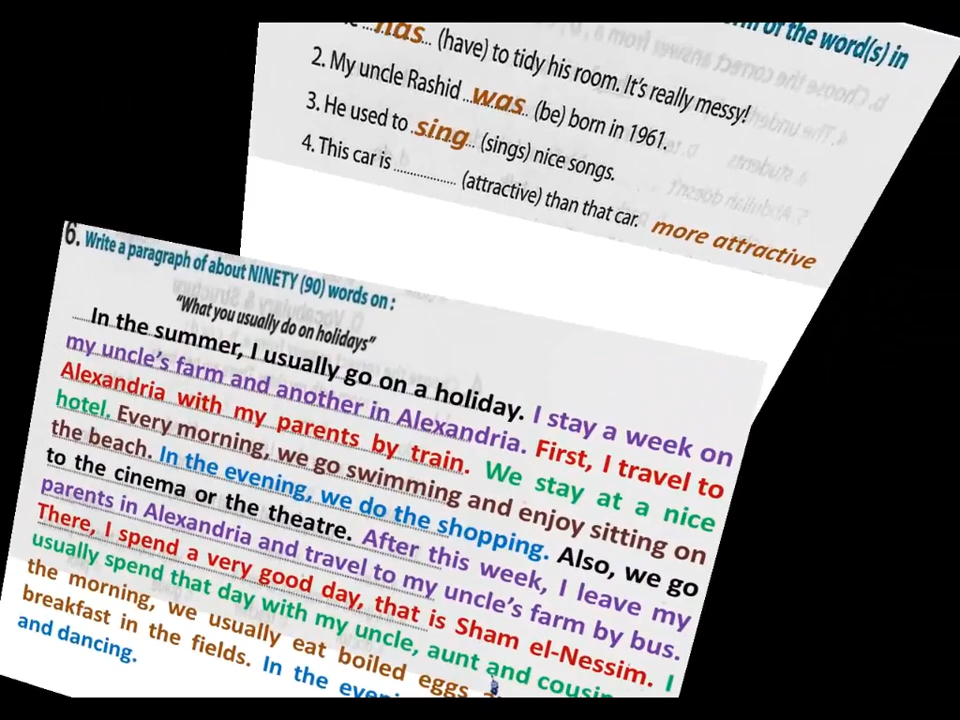 orm of the word(s) in
has (have) to tidy his room. It's really messy!
2. My uncle Rashid was (be) born in 1961.
3. He used to sing (sings) nice songs.
4. This car is ................ (attractive) than that car. more attractive
6. Write a paragraph of about NINETY (90) words on :
"What you usually do on holidays"
In the summer, I usually go on a holiday. I stay a week on
my uncle's farm and another in Alexandria. First, I travel to
Alexandria with my parents by train. We stay at a nice
hotel. Every morning, we go swimming and enjoy sitting on
the beach. In the evening, we do the shopping. Also, we go
to the cinema or the theatre. After this week, I leave my
parents in Alexandria and travel to my uncle's farm by bus.
There, I spend a very good day, that is Sham el-Nessim. I
usually spend that day with my uncle, aunt and cousin
the morning, we usually eat boiled eggs
breakfast in the fields. In the eveni
and dancing.